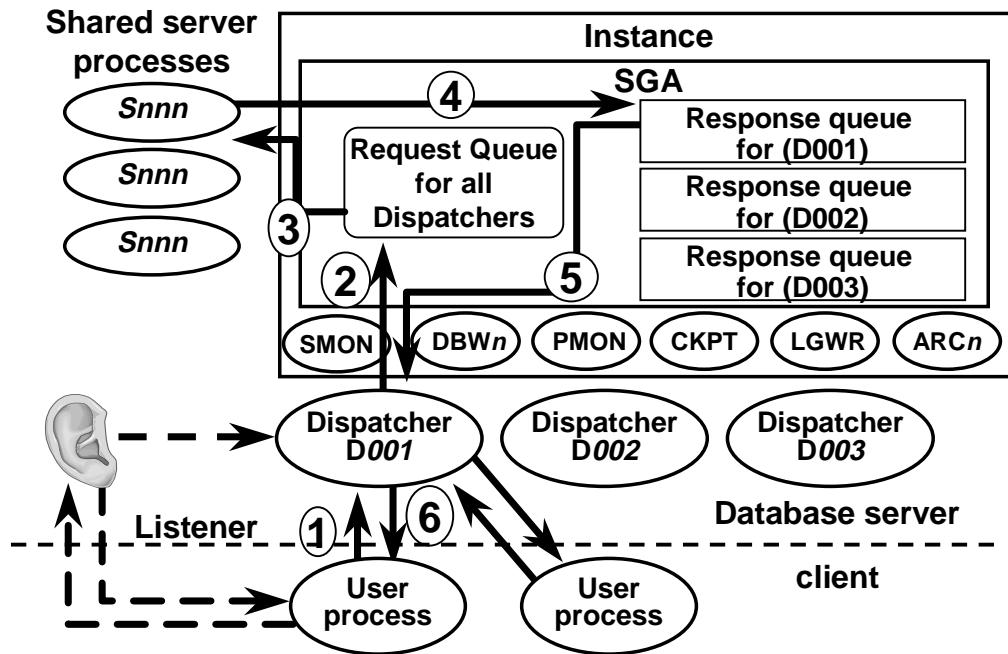 Shared server
processes
Instance
SGA
Snnn
4
Response queue
for (D001)
Request Queue
for all
Dispatchers
Snnn
Response queue
for (D002)
3
Snnn
2
5
Response queue
for (D003)
SMON
DBWn
PMON
CKPT
LGWR
ARCn
Dispatcher
D001
Dispatcher
D002
Dispatcher
D003
Listener
1
6
Database server
client
User
process
User
process